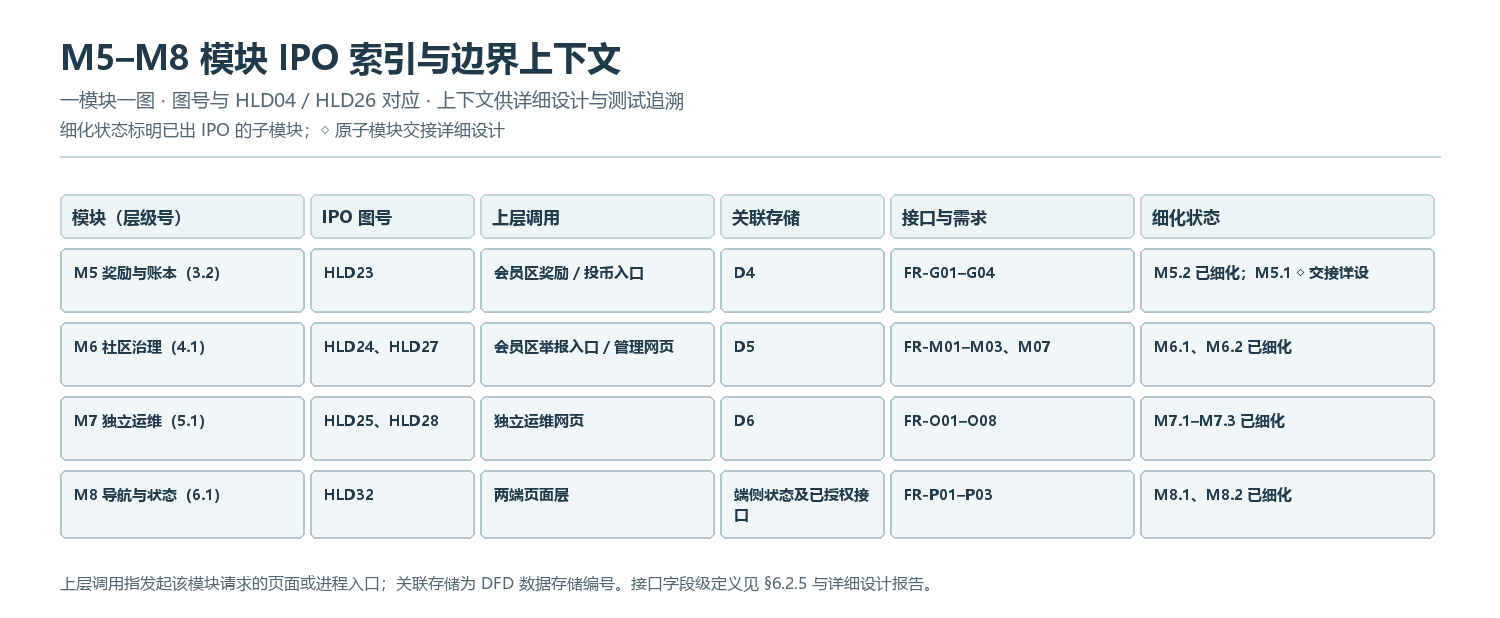 M5–M8 模块 IPO 索引与边界上下文
一模块一图 · 图号与 HLD04 / HLD26 对应 · 上下文供详细设计与测试追溯
细化状态标明已出 IPO 的子模块；◇ 原子模块交接详细设计
模块（层级号） IPO 图号 上层调用 关联存储 接口与需求 细化状态
M5 奖励与账本（3.2） HLD23 会员区奖励 / 投币入口 D4 FR-G01–G04 M5.2 已细化；M5.1 ◇ 交接详设
M6 社区治理（4.1） HLD24、HLD27 会员区举报入口 / 管理网页 D5 FR-M01–M03、M07 M6.1、M6.2 已细化
M7 独立运维（5.1） HLD25、HLD28 独立运维网页 D6 FR-O01–O08 M7.1–M7.3 已细化
M8 导航与状态（6.1） HLD32 两端页面层 端侧状态及已授权接 FR-P01–P03 M8.1、M8.2 已细化
口
上层调用指发起该模块请求的页面或进程入口；关联存储为 DFD 数据存储编号。接口字段级定义见 §6.2.5 与详细设计报告。